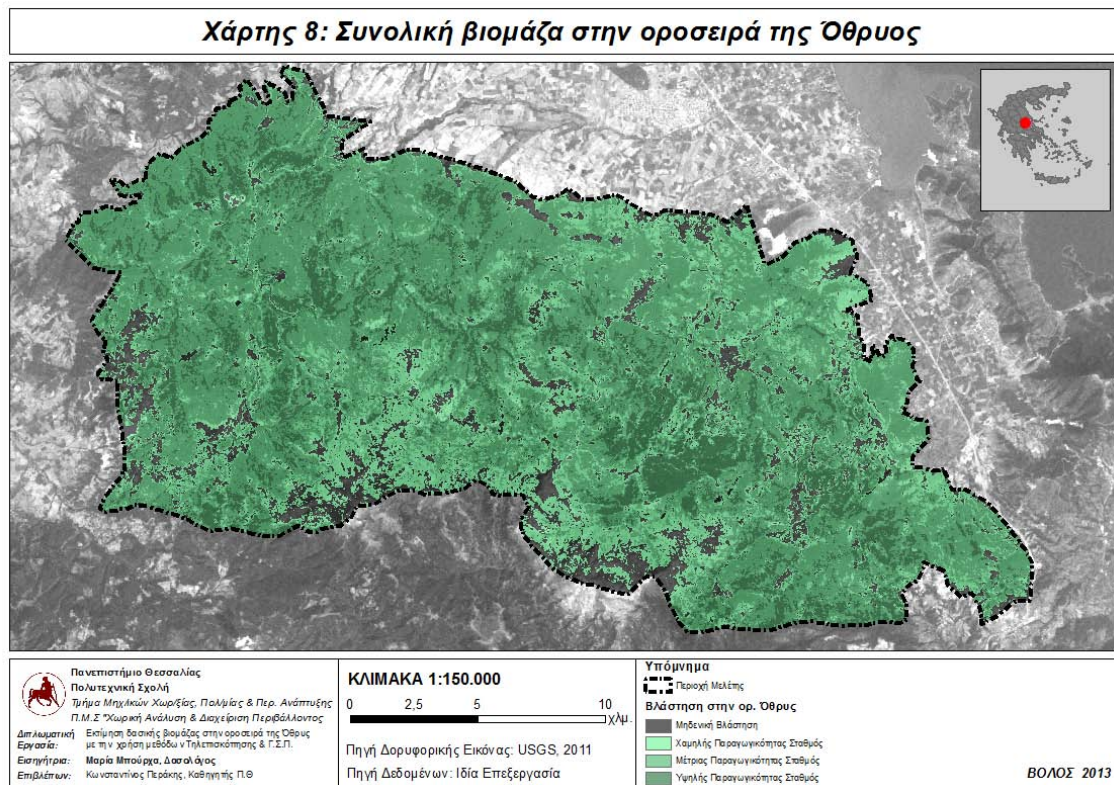 Χάρτης 8: Συνολική βιομάζα στην οροσειρά της Όθρυος
Πανεπιστήμιο Θεσσαλίας
Πολυτεχνική Σχολή
Τμήμα Μηχ/κών Χωρ/ξίας, Πολ/μίας & Περ. Ανάπτυξης
Π.Μ.Σ "Χωρική Ανάλυση & Διαχείριση Περιβάλλοντος
Διπλωματική Εργασία: Εκτίμηση δασικής βιομάζας στην οροσειρά της Όθρυος
με την χρήση μεθόδων Τηλεπισκόπησης & Γ.Σ.Π.
Εισηγήτρια: Μαρία Μπούρχα, Δασολόγος
Επιβλέπων: Κωνσταντίνος Περάκης, Καθηγητής Π.Θ
ΚΛΙΜΑΚΑ 1:150.000
0 2,5 5 10
χλμ.
Πηγή Δορυφορικής Εικόνας: USGS, 2011
Πηγή Δεδομένων: Ιδία Επεξεργασία
Υπόμνημα
Περιοχή Μελέτης
Βλάστηση στην ορ. Όθρυς
Μηδενική Βλάστηση
Χαμηλής Παραγωγικότητας Σταθμός
Μέτριας Παραγωγικότητας Σταθμός
Υψηλής Παραγωγικότητας Σταθμός
ΒΟΛΟΣ 2013